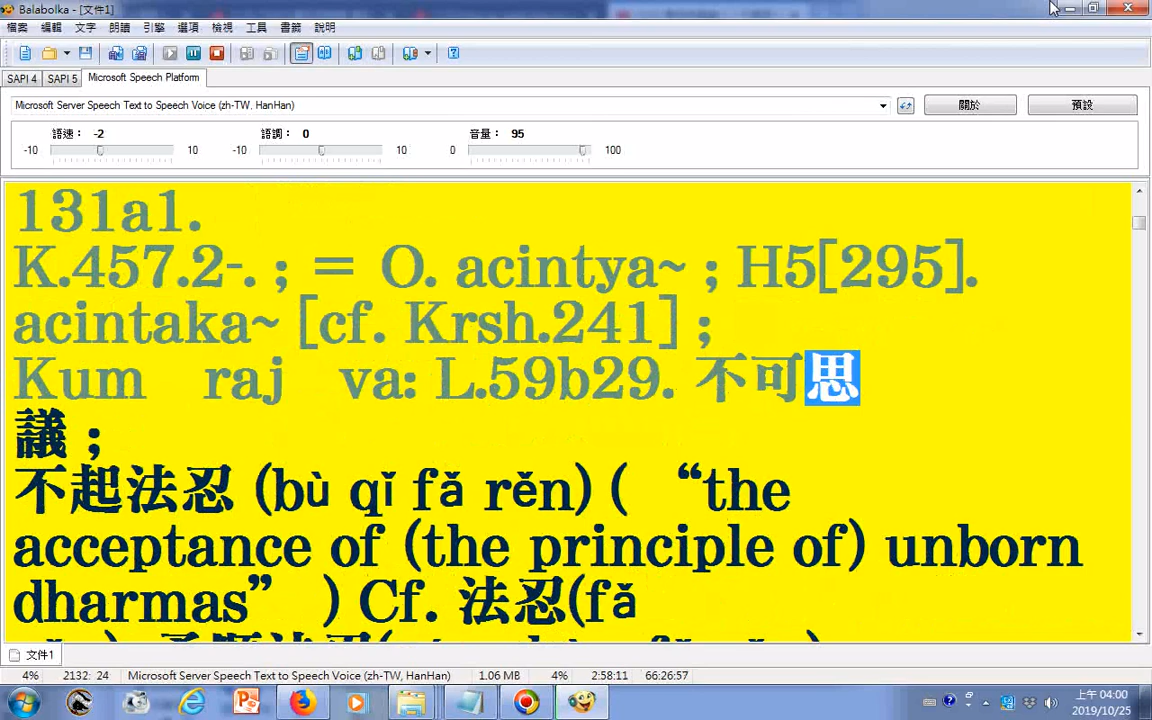 Balabolka - [文件1]
檔案 編輯 文字 朗讀 引擎 選項 檢視 工具 書籤 說明
SAPI 4 SAPI 5 Microsoft Speech Platform
Microsoft Server Speech Text to Speech Voice (zh-TW, HanHan) 關於 預設
語速： -2 語調： 0 音量： 95
-10 10 -10 10 0 100
131a1.
K.457.2-. ; = O. acintya~ ; H5[295].
acintaka~ [cf. Krsh.241] ;
Kum raj va: L.59b29. 不可思
議 ;
不起法忍 (bù qǐ fǎ rěn) ( “the
acceptance of (the principle of) unborn
dharmas” ) Cf. 法忍(fǎ
文件1
4% 2132: 24 Microsoft Server Speech Text to Speech Voice (zh-TW, HanHan) 1.06 MB 4% 2:58:11 66:26:57
上午 04:00
2019/10/25